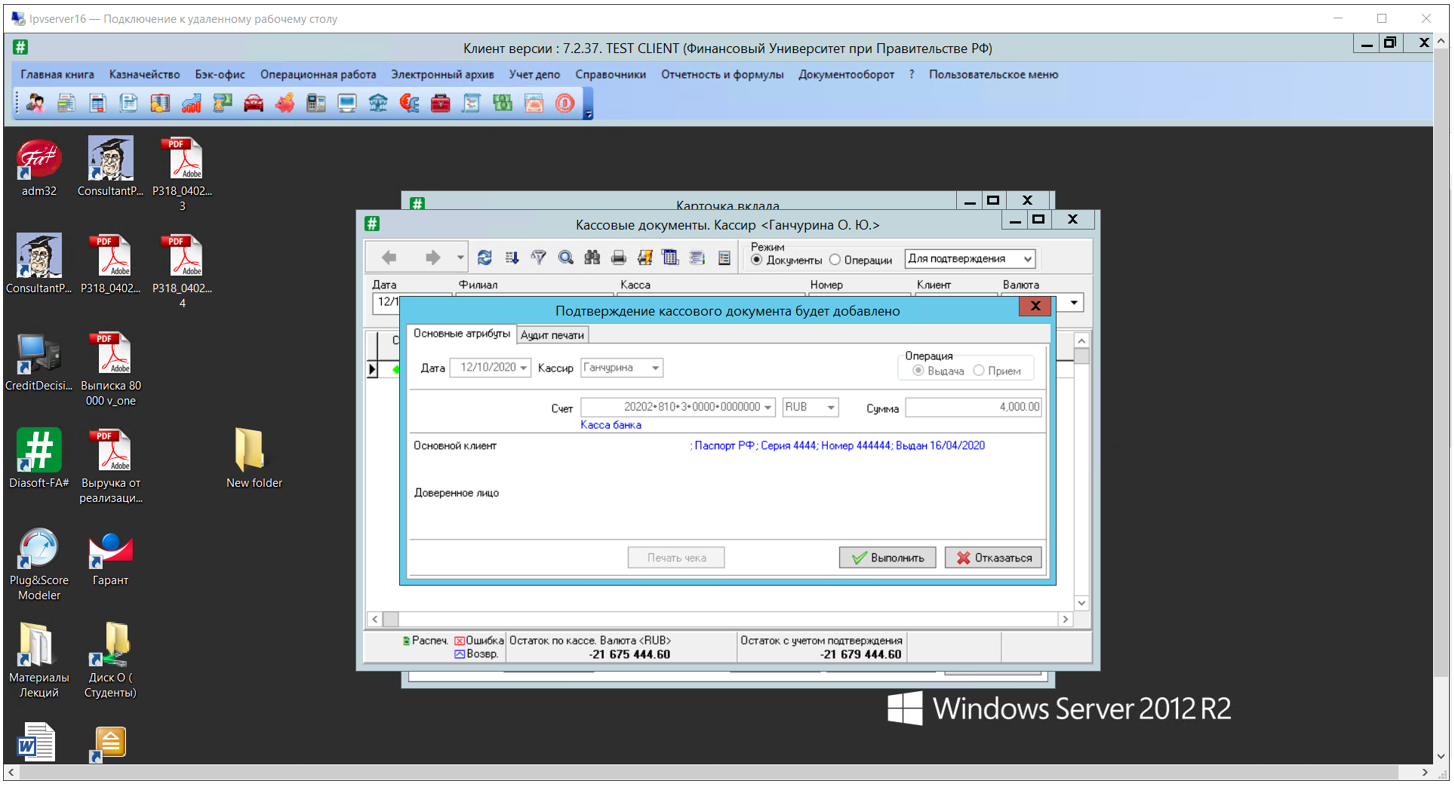 lpvserver16 — Подключение к удаленному рабочему столу
Клиент версии : 7.2.37. TEST CLIENT (Финансовый Университет при Правительстве РФ)
Главная книга Казначейство Бэк-офис Операционная работа Электронный архив Учет депо Справочники Отчетность и формулы Документооборот ? Пользовательское меню
adm32
ConsultantP...
P318_0402...
3
Карточка вклада
Кассовые документы. Кассир <Ганчурина О. Ю.>
Режим
Документы Операции Для подтверждения
Дата Филиал Касса Номер Клиент Валюта
12/1
ConsultantP...
P318_0402...
P318_0402...
4
Подтверждение кассового документа будет добавлено
Основные атрибуты Аудит печати
Дата 12/10/2020 Кассир Ганчурина
Операция
Выдача Прием
Счет 20202*810*3*0000*0000000 RUB Сумма 4,000.00
Касса банка
Основной клиент ; Паспорт РФ; Серия 4444; Номер 444444; Выдан 16/04/2020
Доверенное лицо
Печать чека Выполнить Отказаться
CreditDecisi...
Выписка 80
000 v_one
Diasoft-FA#
Выручка от
реализаци...
New folder
Plug&Score
Modeler
Гарант
Распеч. Ошибка
Возвр.
Остаток по кассе. Валюта <RUB>
-21 675 444.60
Остаток с учетом подтверждения
-21 679 444.60
Материалы
Лекций
Диск О (
Студенты)
Windows Server 2012 R2